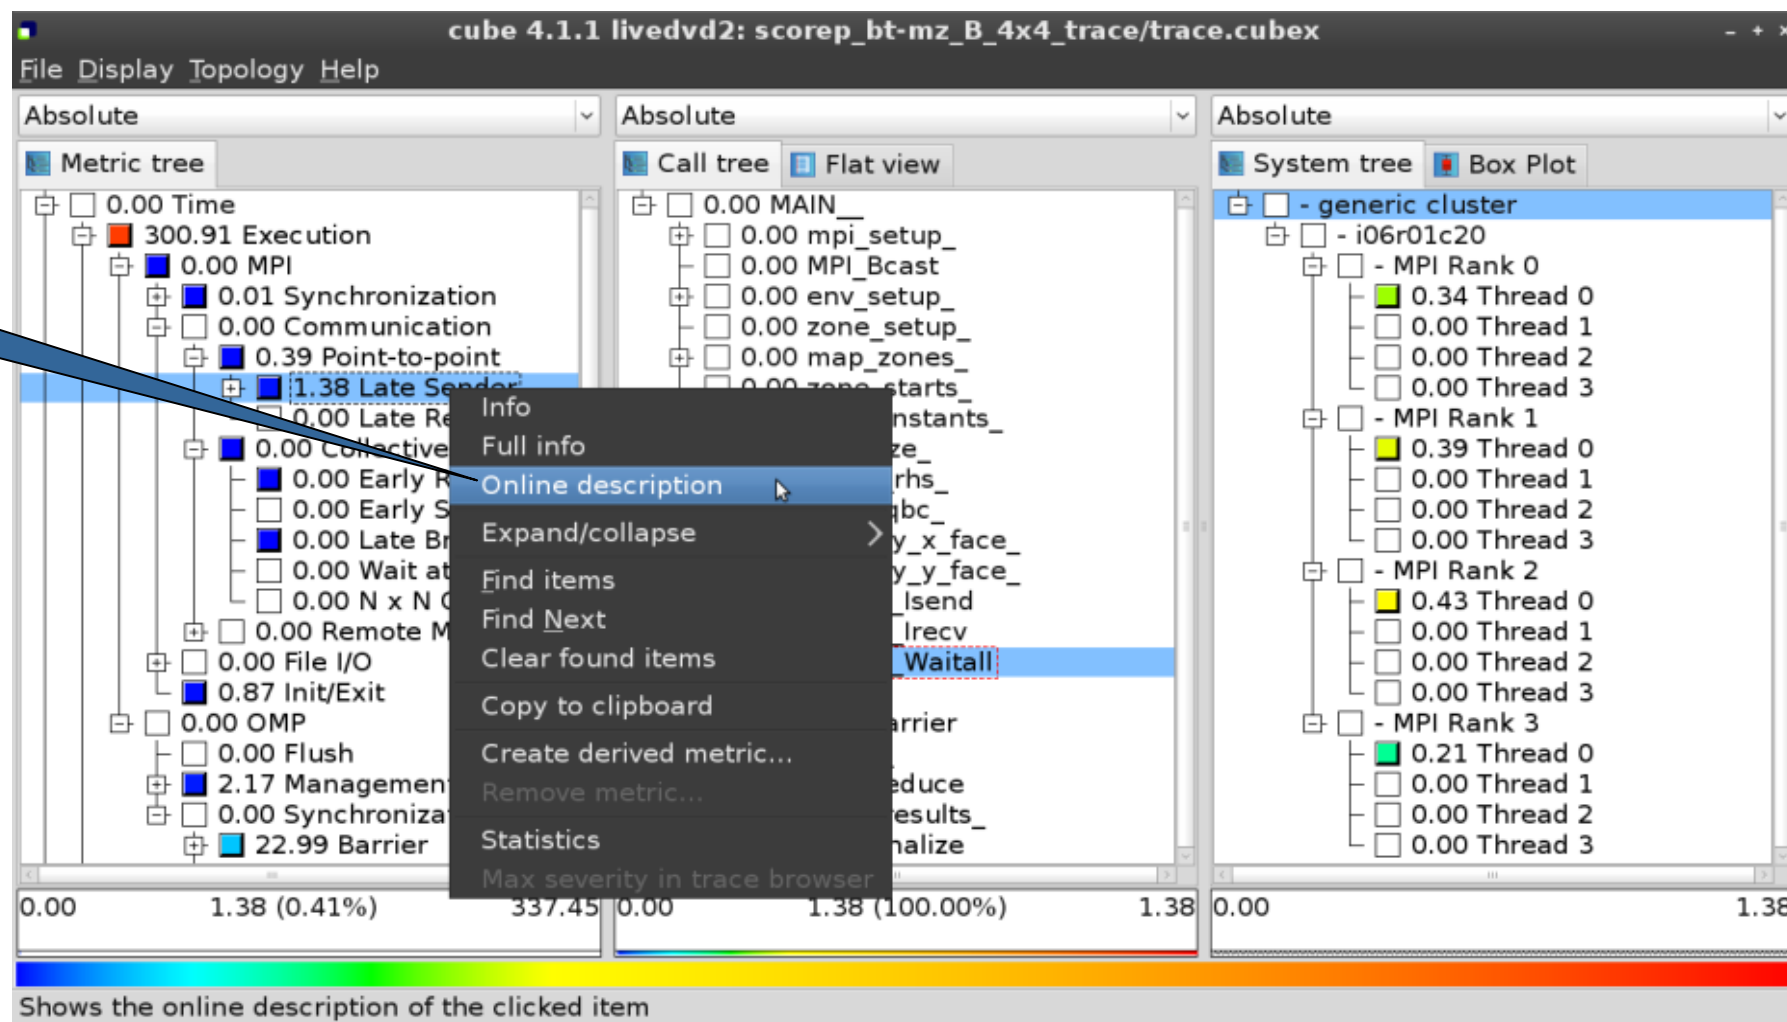 cube 4.1.1 livedvd2: scorep_bt-mz_B_4x4_trace/trace.cubex
File Display Topology Help
Absolute
Metric tree
0.00 Time
300.91 Execution
0.00 MPI
0.01 Synchronization
0.00 Communication
0.39 Point-to-point
1.38 Late Sender
0.00 Late Re
0.00 Collective
0.00 Early R
0.00 Early S
0.00 Late Br
0.00 Wait at
0.00 N x N
0.00 Remote M
0.00 File I/O
0.87 Init/Exit
0.00 OMP
0.00 Flush
2.17 Managemen
0.00 Synchroniza
22.99 Barrier
0.00 1.38 (0.41%) 337.45
Info
Full info
Online description
Expand/collapse
Find items
Find Next
Clear found items
Copy to clipboard
Create derived metric...
Remove metric...
Statistics
Max severity in trace browser
Absolute
Call tree Flat view
0.00 MAIN__
0.00 mpi_setup_
0.00 MPI_Bcast
0.00 env_setup_
0.00 zone_setup_
0.00 map_zones_
0.00 zone_starts_
nstants_
ze_
rhs_
qbc_
y_x_face_
y_y_face_
_Isend
_Irecv
_Waitall
arrier
educe
esults_
nalize
0.00 1.38 (100.00%) 1.38
Absolute
System tree Box Plot
- generic cluster
- i06r01c20
- MPI Rank 0
0.34 Thread 0
0.00 Thread 1
0.00 Thread 2
0.00 Thread 3
- MPI Rank 1
0.39 Thread 0
0.00 Thread 1
0.00 Thread 2
0.00 Thread 3
- MPI Rank 2
0.43 Thread 0
0.00 Thread 1
0.00 Thread 2
0.00 Thread 3
- MPI Rank 3
0.21 Thread 0
0.00 Thread 1
0.00 Thread 2
0.00 Thread 3
0.00 1.38
Shows the online description of the clicked item